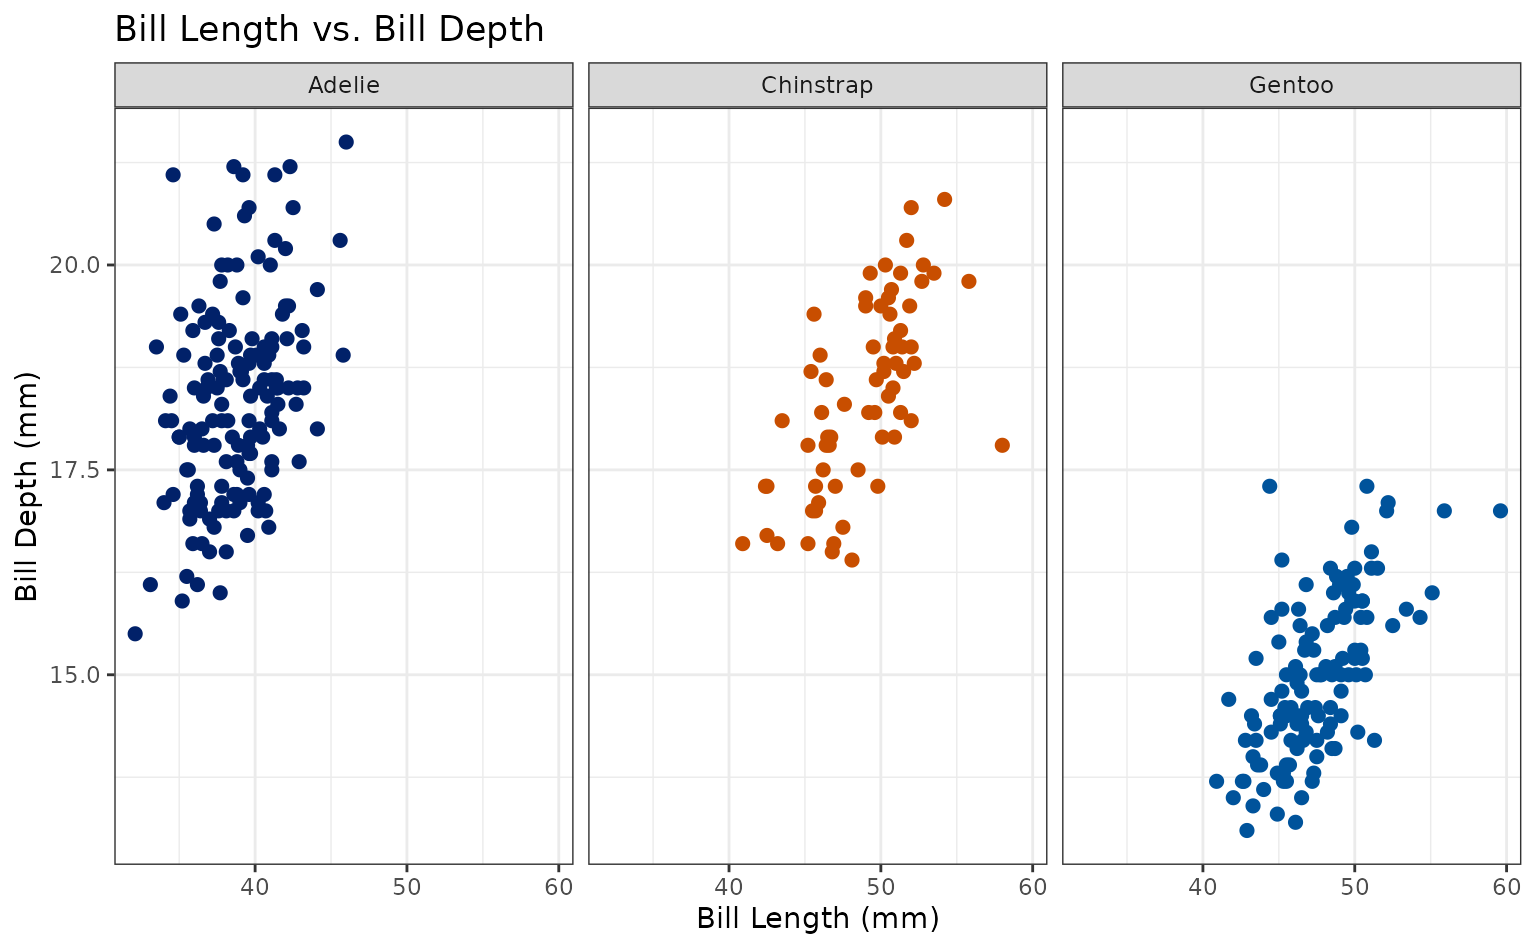 Bill Length vs. Bill Depth
Adelie
Chinstrap
Gentoo
Bill Depth (mm)
20.0
17.5
15.0
40 50 60
40 50 60
40 50 60
Bill Length (mm)